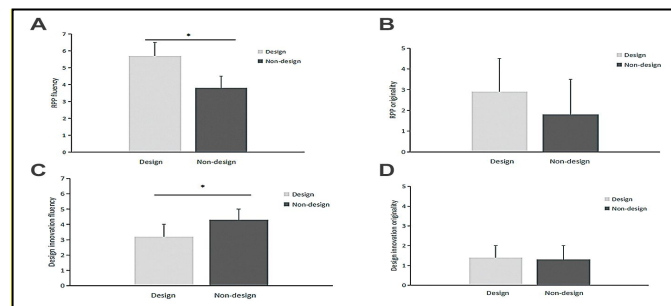 A
7
6
5
4
3
2
1
0
RPP fluency
*
Design
Non-design
Design
Non-design
B
5
4
3
2
1
0
RPP originality
Design
Non-design
Design
Non-design
C
7
6
5
4
3
2
1
0
Design innovation fluency
*
Design
Non-design
Design
Non-design
D
5
4
3
2
1
0
Design innovation originality
Design
Non-design
Design
Non-design